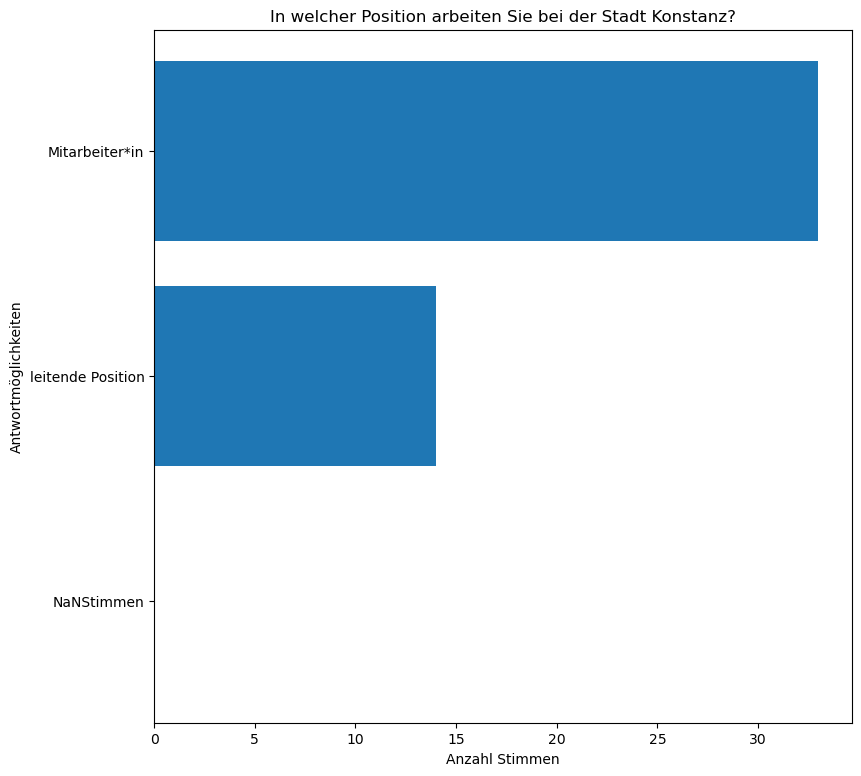 In welcher Position arbeiten Sie bei der Stadt Konstanz?
Mitarbeiter*in
leitende Position
NaNStimmen
Antwortmöglichkeiten
0 5 10 15 20 25 30
Anzahl Stimmen